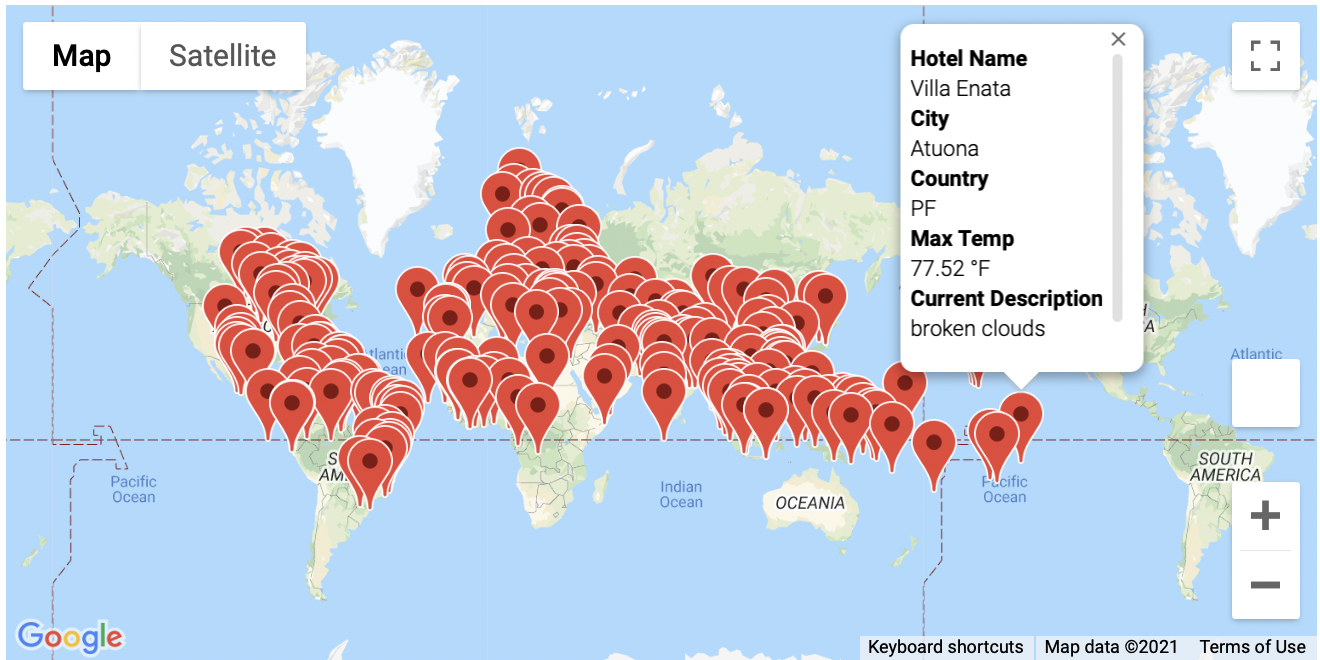 Map
Satellite
Hotel Name
Villa Enata
City
Atuona
Country
PF
Max Temp
77.52 °F
Current Description
broken clouds
Atlantic
Pacific
Ocean
Indian
Ocean
OCEANIA
Pacific
Ocean
SOUTH
AMERICA
Google
Keyboard shortcuts
Map data ©2021
Terms of Use